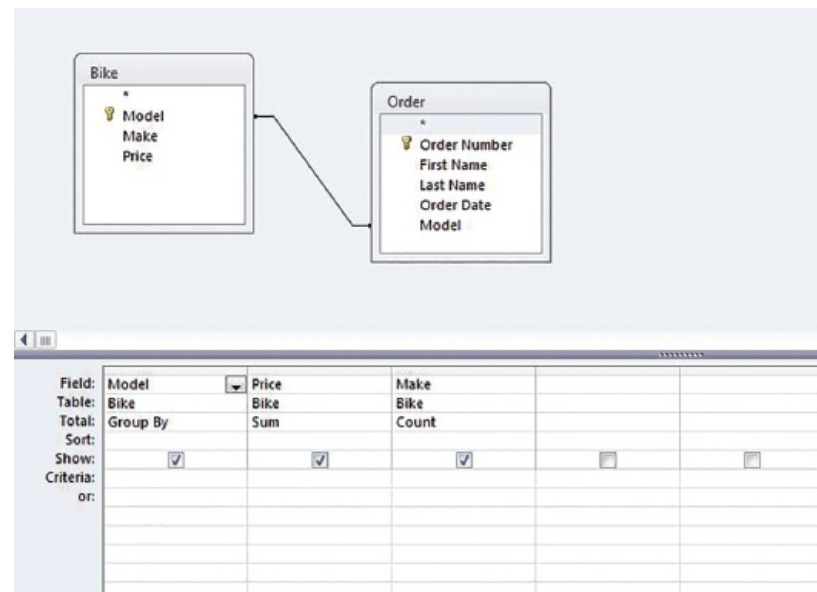 Bike
*
Model
Make
Price
Order
*
Order Number
First Name
Last Name
Order Date
Model
Field: Model Price Make
Table: Bike Bike Bike
Total: Group By Sum Count
Sort:
Show:
Criteria:
or: